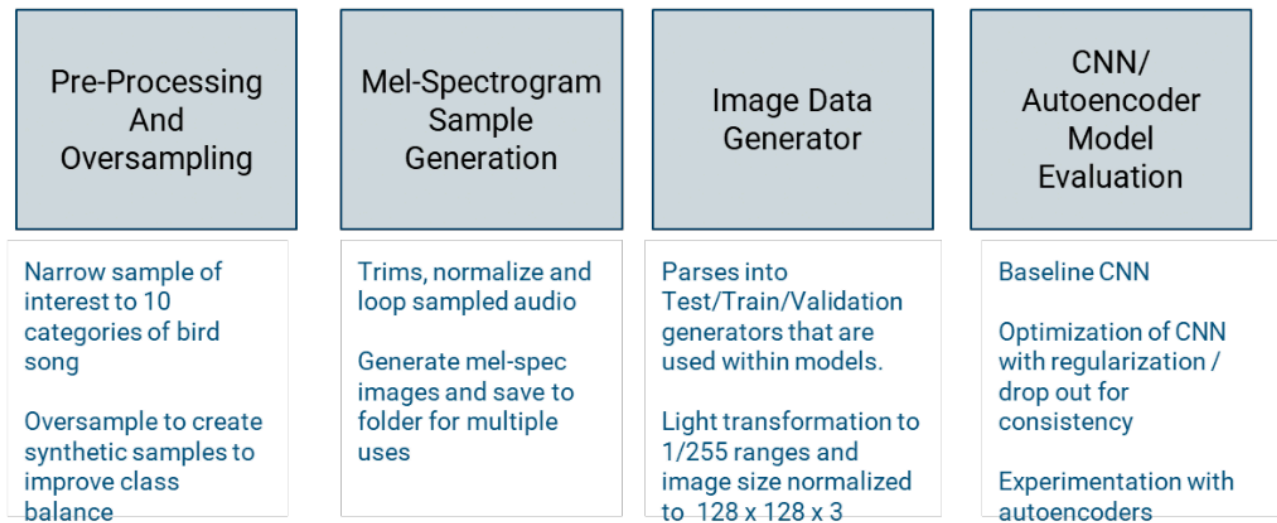 Pre-Processing
And
Oversampling
Narrow sample of
interest to 10
categories of bird
song
Oversample to create
synthetic samples to
improve class
balance
Mel-Spectrogram
Sample
Generation
Trims, normalize and
loop sampled audio
Generate mel-spec
images and save to
folder for multiple
uses
Image Data
Generator
Parses into
Test/Train/Validation
generators that are
used within models.
Light transformation to
1/255 ranges and
image size normalized
to 128 x 128 x 3
CNN/
Autoencoder
Model
Evaluation
Baseline CNN
Optimization of CNN
with regularization /
drop out for
consistency
Experimentation with
autoencoders